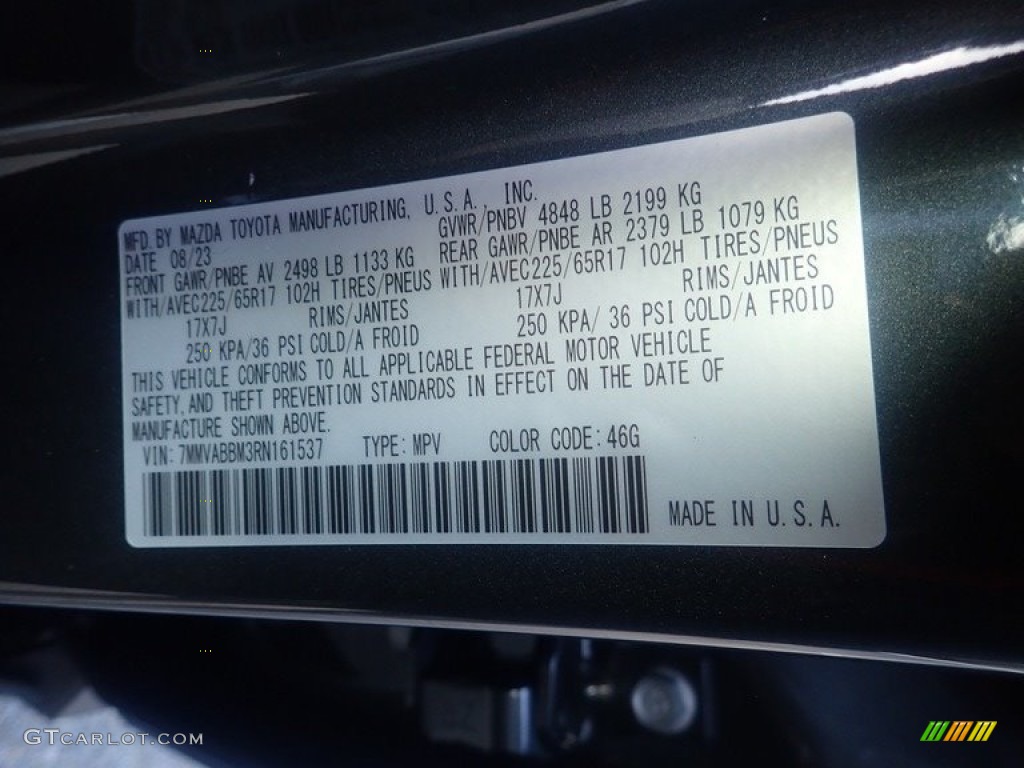 MFD. BY MAZDA TOYOTA MANUFACTURING, U.S.A., INC.
DATE 08/23 GVWR/PNBV 4848 LB 2199 KG
FRONT GAWR/PNBE AV 2498 LB 1133 KG REAR GAWR/PNBE AR 2379 LB 1079 KG
WITH/AVEC225/65R17 102H TIRES/PNEUS WITH/AVEC225/65R17 102H TIRES/PNEUS
17X7J RIMS/JANTES 17X7J RIMS/JANTES
250 KPA/36 PSI COLD/A FROID 250 KPA/ 36 PSI COLD/A FROID
THIS VEHICLE CONFORMS TO ALL APPLICABLE FEDERAL MOTOR VEHICLE
SAFETY, AND THEFT PREVENTION STANDARDS IN EFFECT ON THE DATE OF
MANUFACTURE SHOWN ABOVE.
VIN: 7MMVABBM3RN161537 TYPE: MPV COLOR CODE: 46G
MADE IN U.S.A.
GTCARLOT.COM